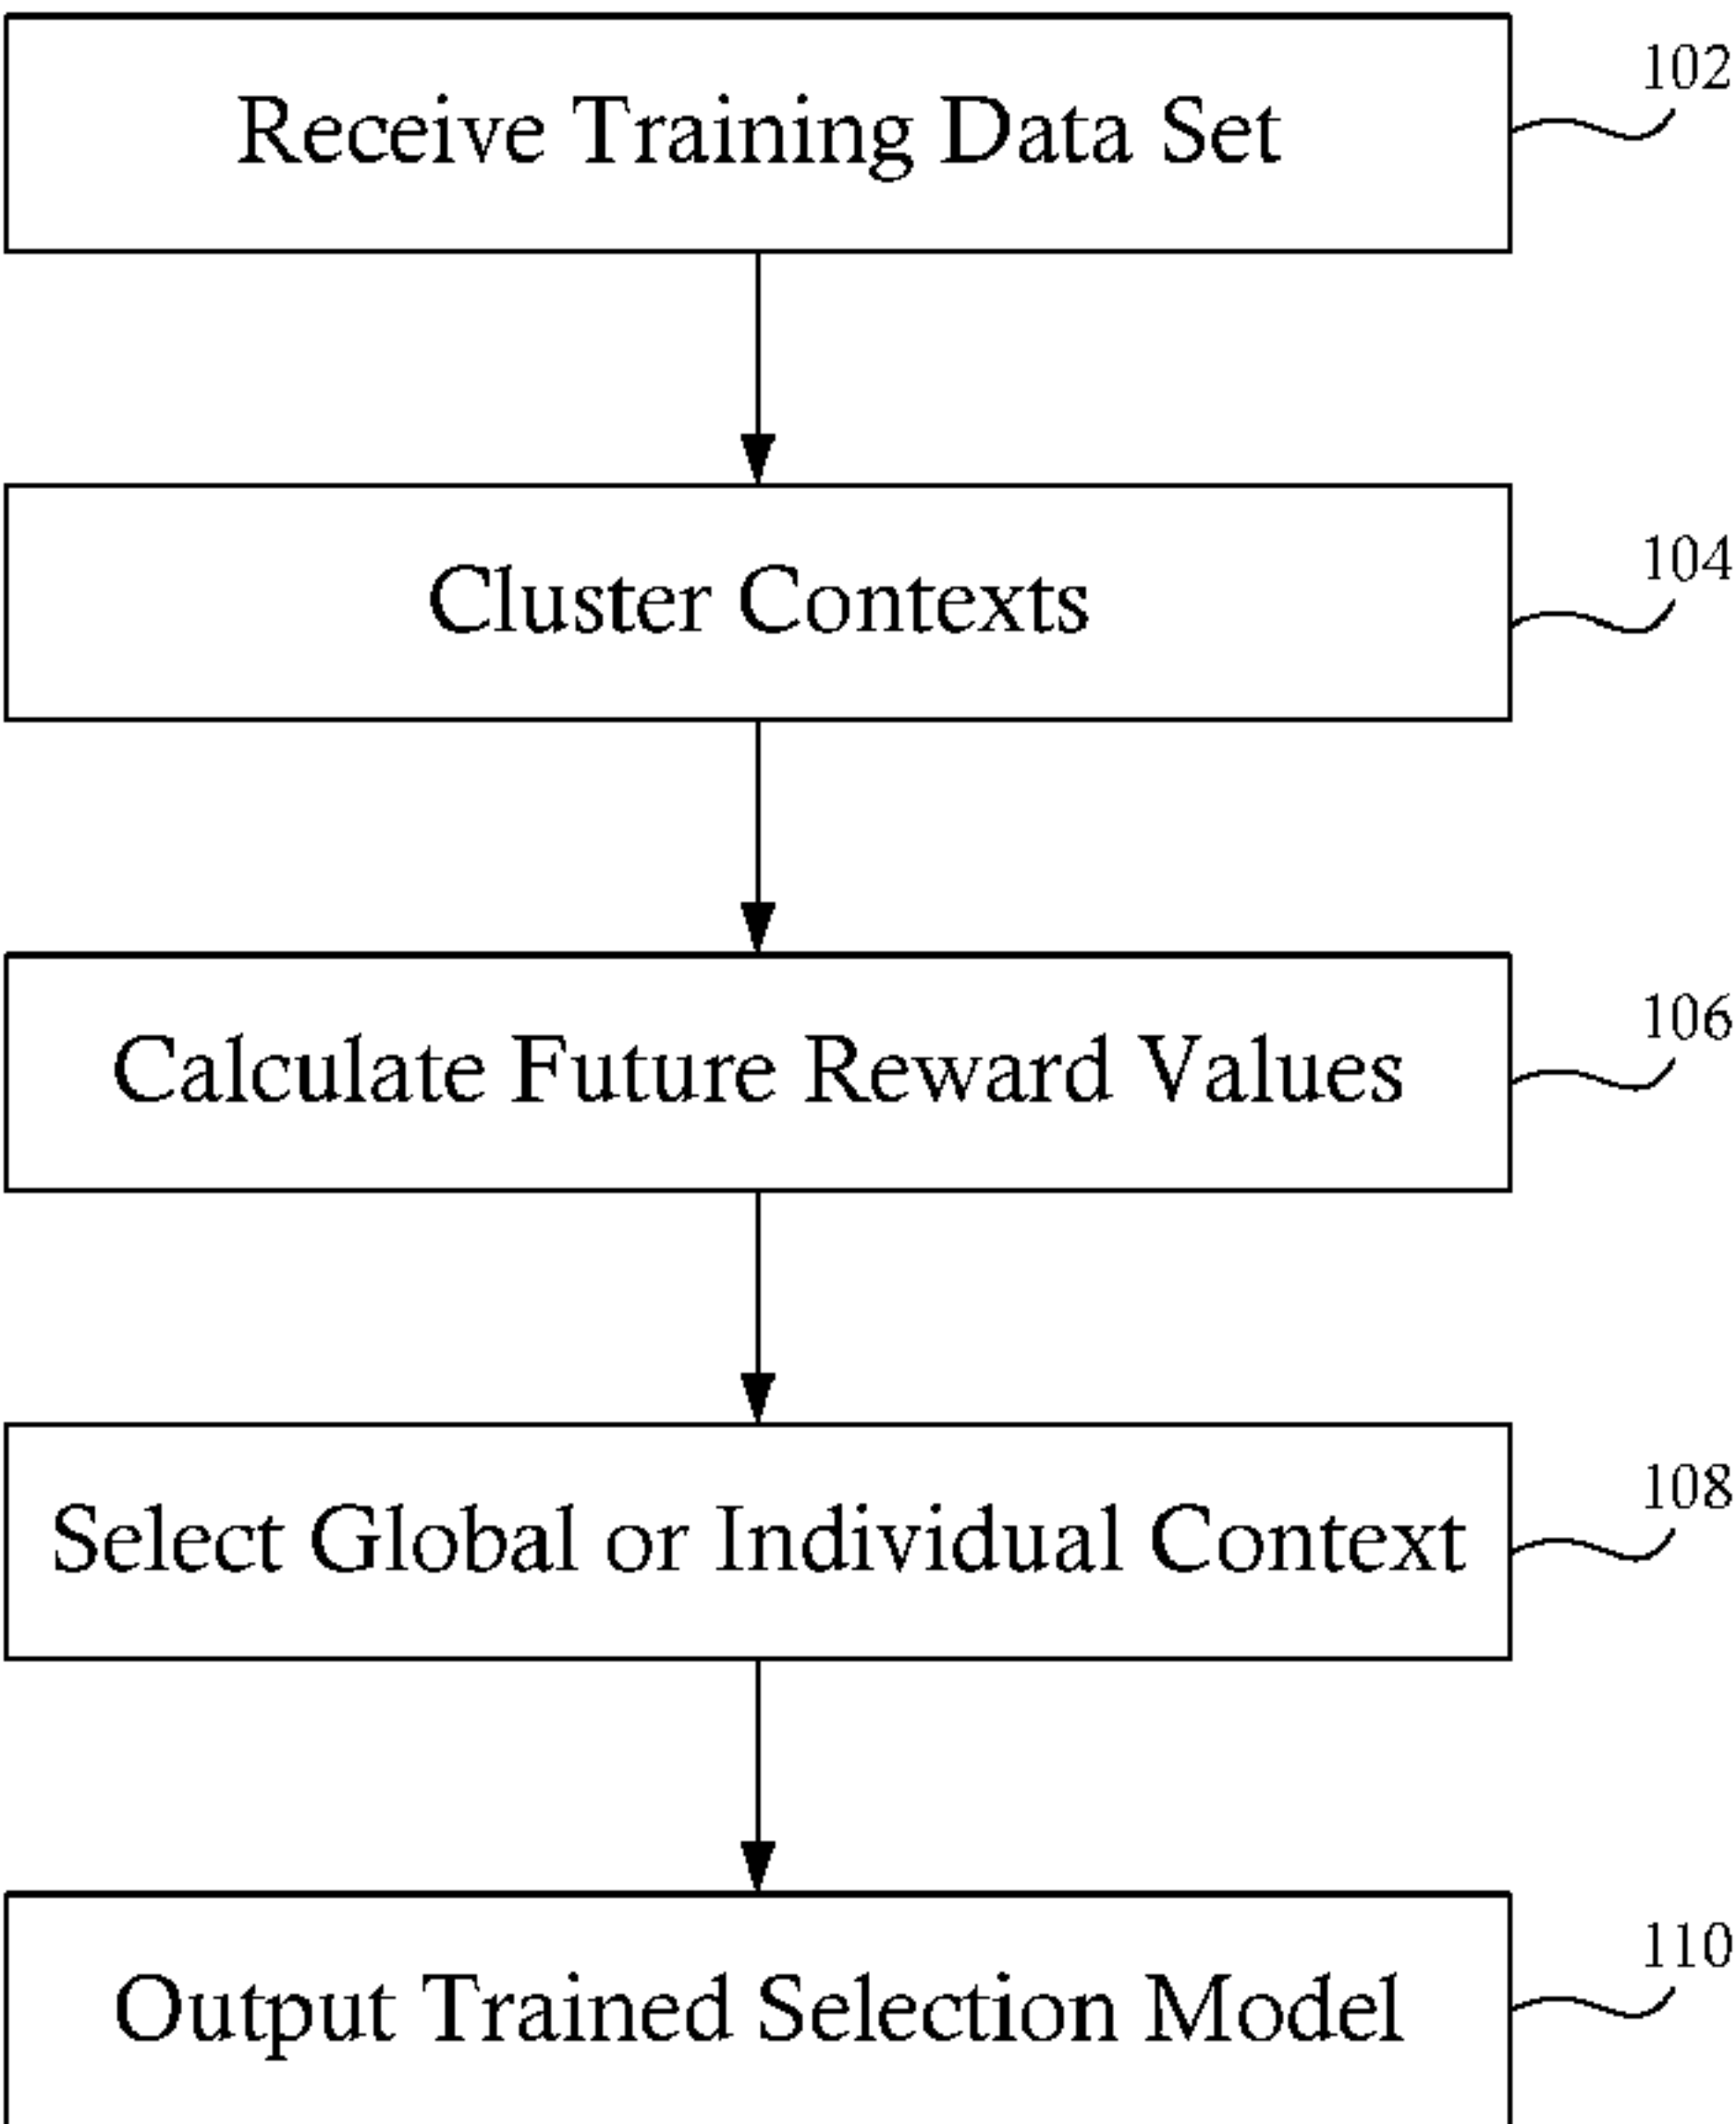 Receive Training Data Set
102
Cluster Contexts
104
Calculate Future Reward Values
106
Select Global or Individual Context
108
Output Trained Selection Model
110